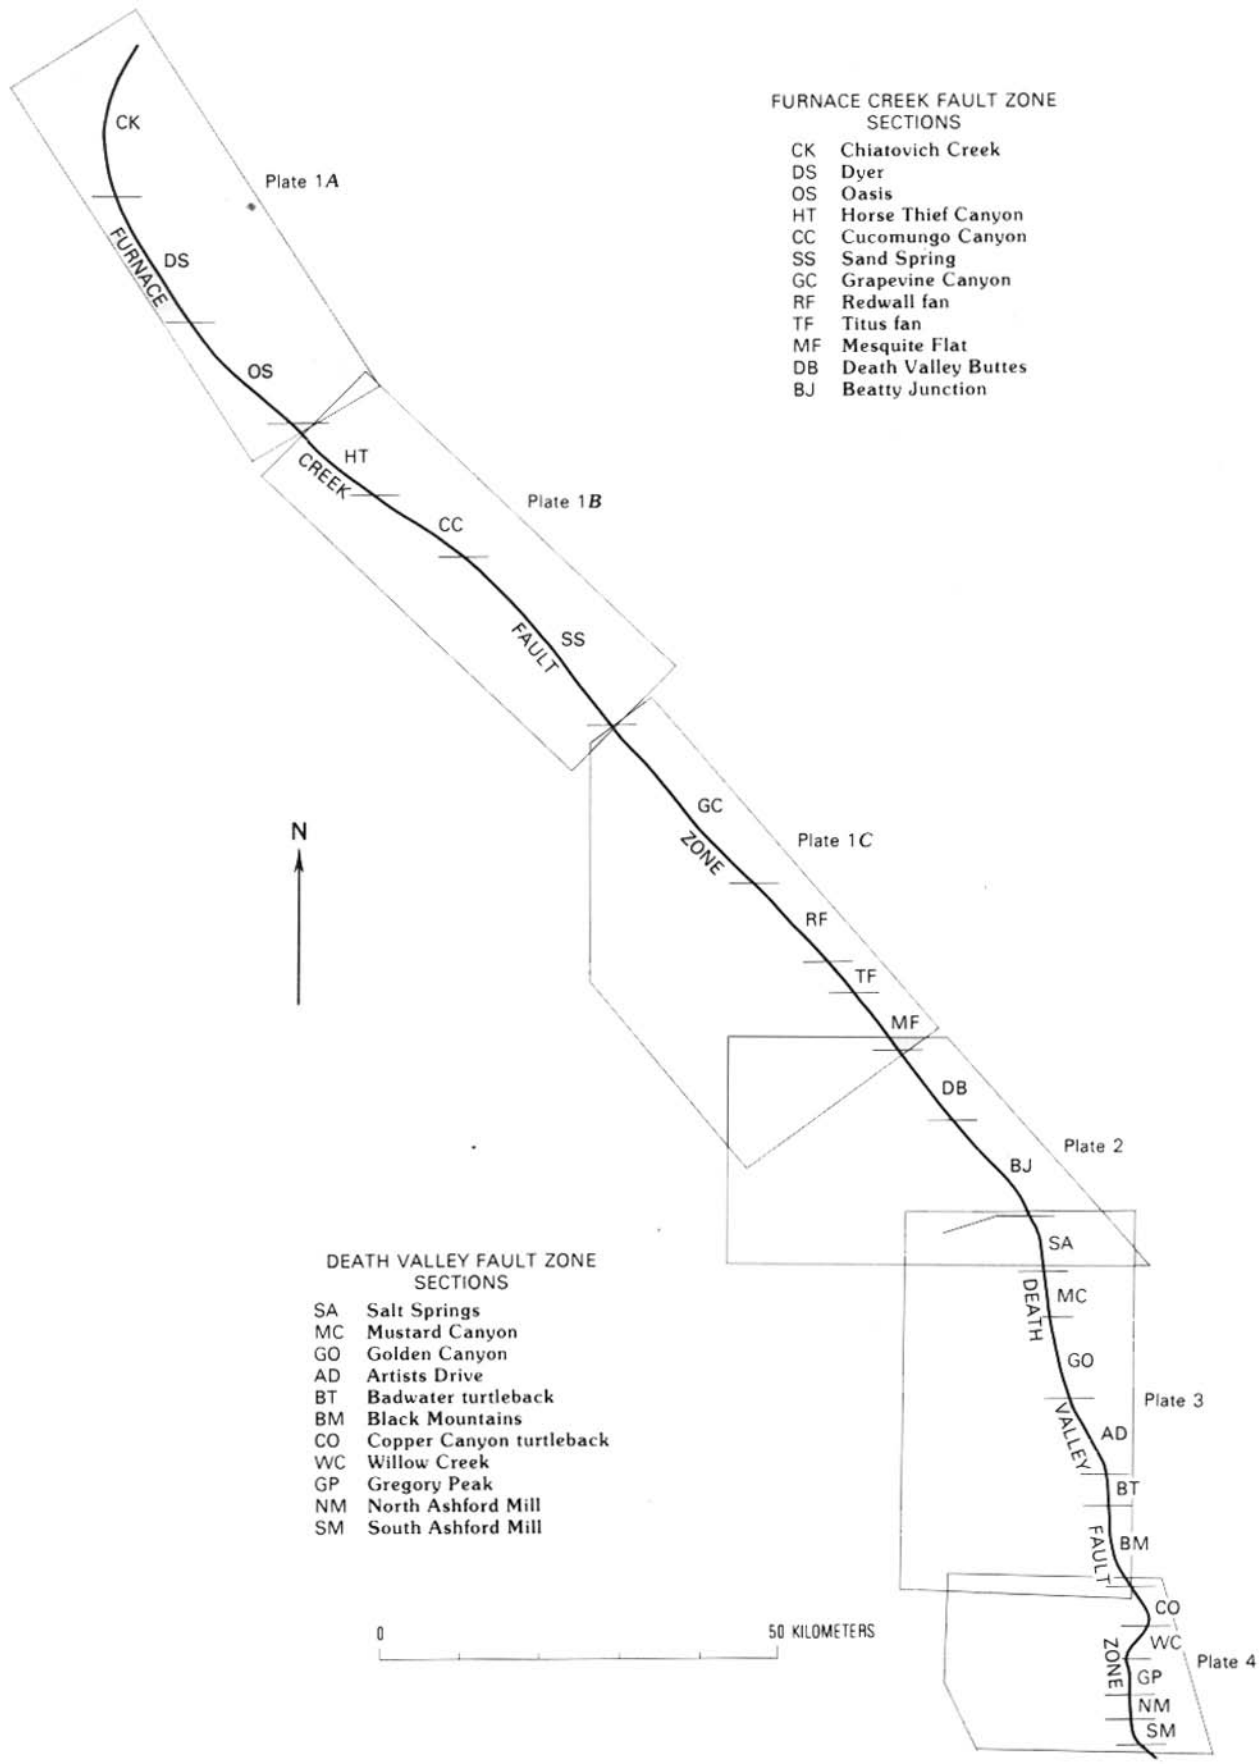 FURNACE CREEK FAULT ZONE
SECTIONS
CK Chiatovich Creek
DS Dyer
OS Oasis
HT Horse Thief Canyon
CC Cucomungo Canyon
SS Sand Spring
GC Grapevine Canyon
RF Redwall fan
TF Titus fan
MF Mesquite Flat
DB Death Valley Buttes
BJ Beatty Junction
CK
Plate 1A
DS
FURNACE
OS
HT
CREEK
Plate 1B
CC
SS
FAULT
GC
ZONE
Plate 1C
N
RF
TF
MF
DB
Plate 2
BJ
SA
DEATH
MC
GO
Plate 3
VALLEY
AD
BT
FAULT
BM
CO
WC
ZONE
GP
Plate 4
NM
SM
DEATH VALLEY FAULT ZONE
SECTIONS
SA Salt Springs
MC Mustard Canyon
GO Golden Canyon
AD Artists Drive
BT Badwater turtleback
BM Black Mountains
CO Copper Canyon turtleback
WC Willow Creek
GP Gregory Peak
NM North Ashford Mill
SM South Ashford Mill
0 50 KILOMETERS